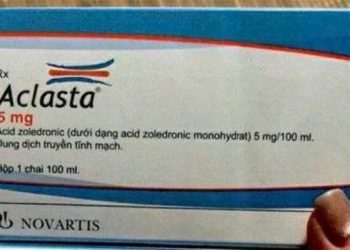 Rx
Aclasta®
5 mg
Acid zoledronic (dưới dạng acid zoledronic monohydrat) 5 mg/100 ml.
Dung dịch truyền tĩnh mạch.
Hộp 1 chai 100 ml.
NOVARTIS